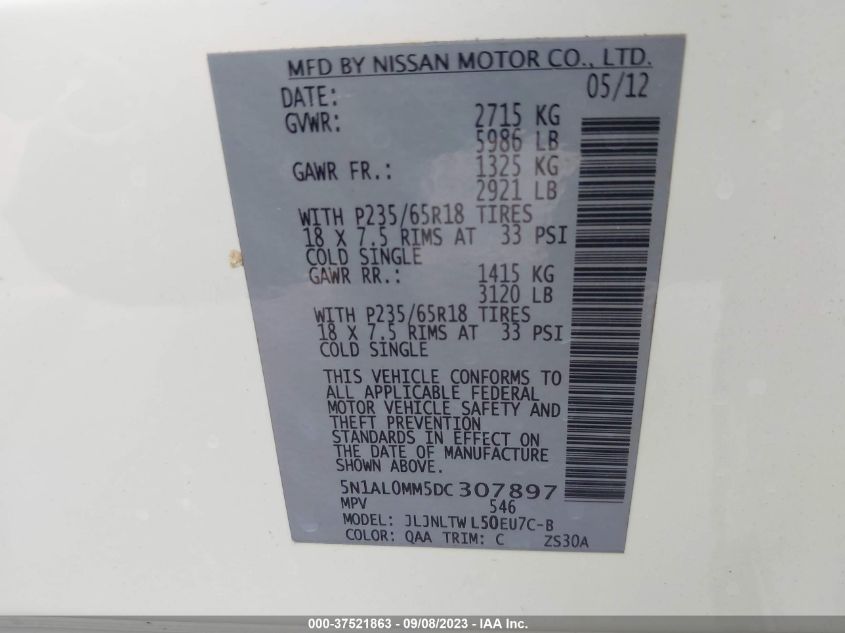 MFD BY NISSAN MOTOR CO., LTD.
DATE: 05/12
GVWR: 2715 KG
5986 LB
GAWR FR.: 1325 KG
2921 LB
WITH P235/65R18 TIRES
18 X 7.5 RIMS AT 33 PSI
COLD SINGLE
GAWR RR.: 1415 KG
3120 LB
WITH P235/65R18 TIRES
18 X 7.5 RIMS AT 33 PSI
COLD SINGLE
THIS VEHICLE CONFORMS TO
ALL APPLICABLE FEDERAL
MOTOR VEHICLE SAFETY AND
THEFT PREVENTION
STANDARDS IN EFFECT ON
THE DATE OF MANUFACTURE
SHOWN ABOVE.
5N1AL0MM5DC307897
MPV 546
MODEL: JLJNLTW L50EU7C-B
COLOR: QAA TRIM: C ZS30A
000-37521863 - 09/08/2023 - IAA Inc.